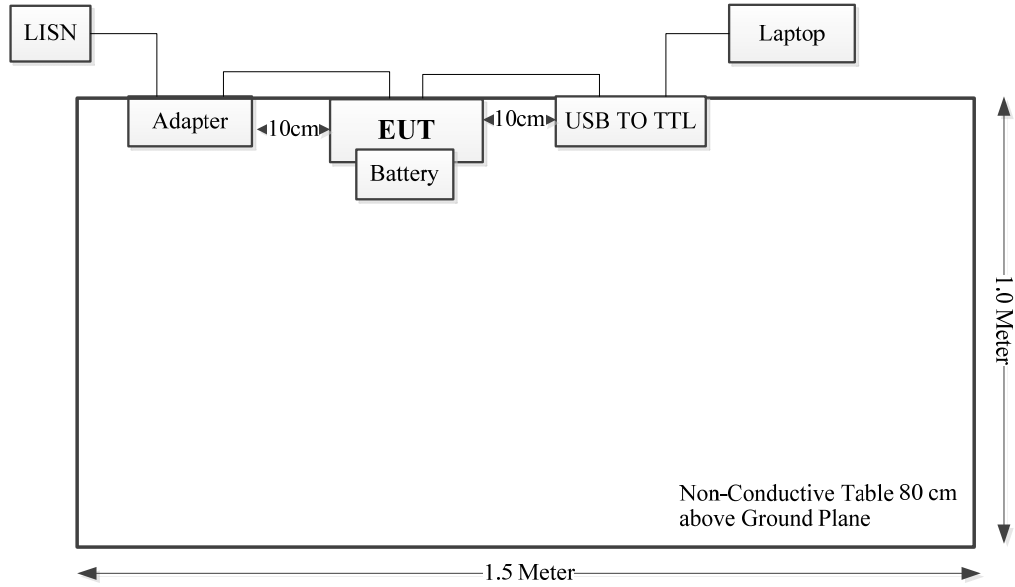 LISN
Laptop
Adapter
10cm
EUT
10cm
USB TO TTL
Battery
1.0 Meter
Non-Conductive Table 80 cm
above Ground Plane
1.5 Meter